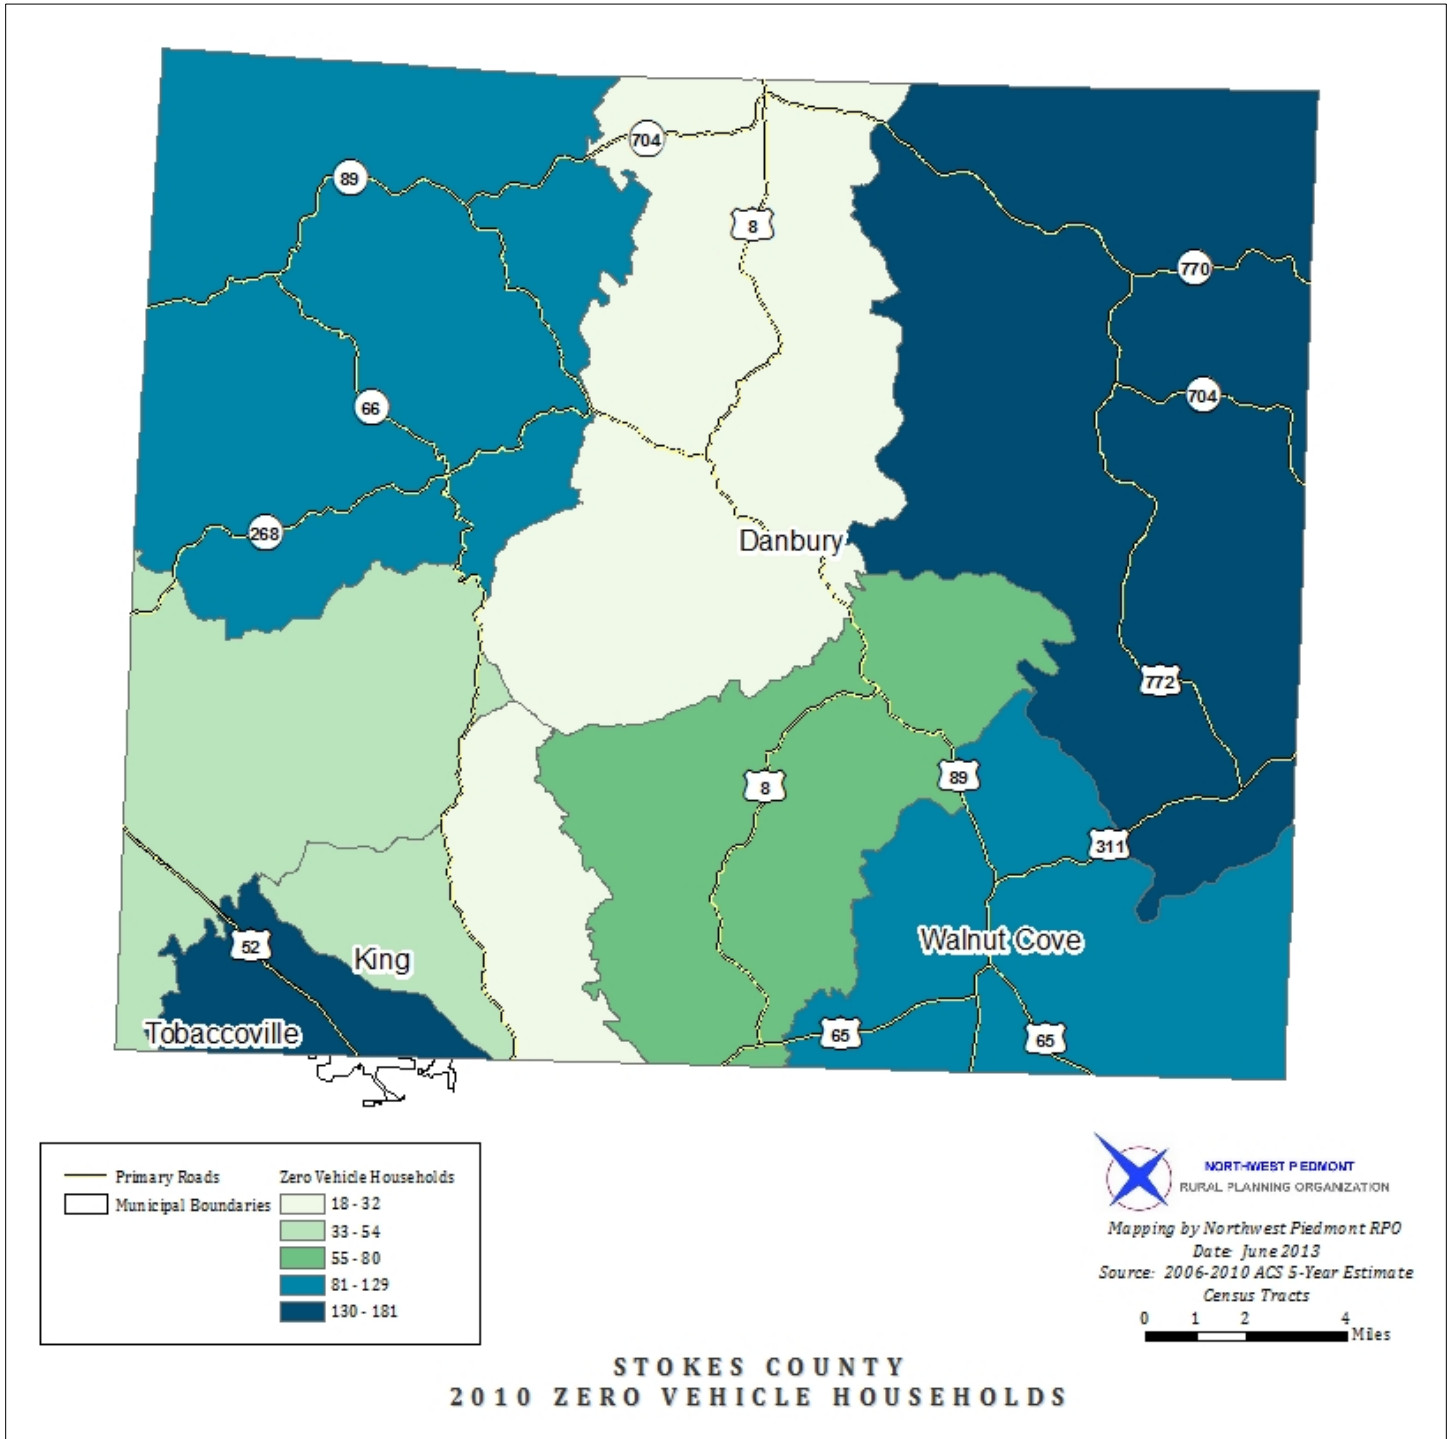 704
89
8
770
66
704
268
Danbury
772
8
89
311
Walnut Cove
52
King
Tobaccoville
65
65
Primary Roads
Municipal Boundaries
Zero Vehicle Households
18 - 32
33 - 54
55 - 80
81 - 129
130 - 181
NORTHWEST PIEDMONT
RURAL PLANNING ORGANIZATION
Mapping by Northwest Piedmont RPO
Date: June 2013
Source: 2006-2010 ACS 5-Year Estimate
Census Tracts
0 1 2 4
Miles
STOKES COUNTY
2010 ZERO VEHICLE HOUSEHOLDS